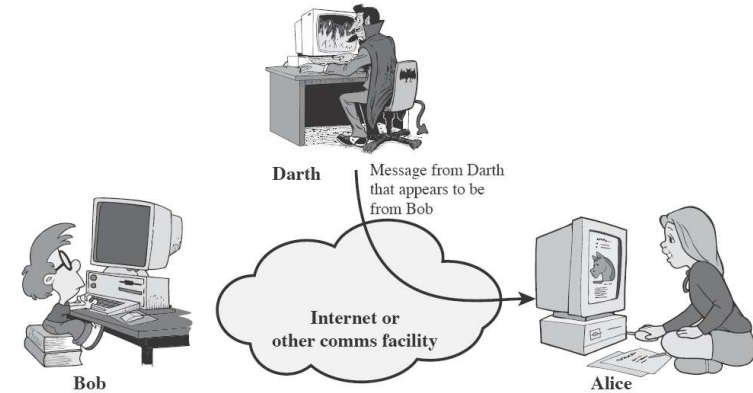 Darth
Message from Darth
that appears to be
from Bob
Internet or
other comms facility
Bob
Alice